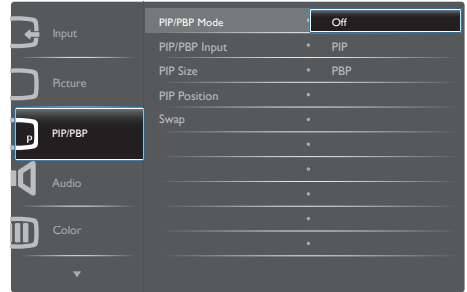 Input
Picture
P
PIP/PBP
Audio
Color
PIP/PBP Mode
PIP/PBP Input
PIP Size
PIP Position
Swap
Off
PIP
PBP